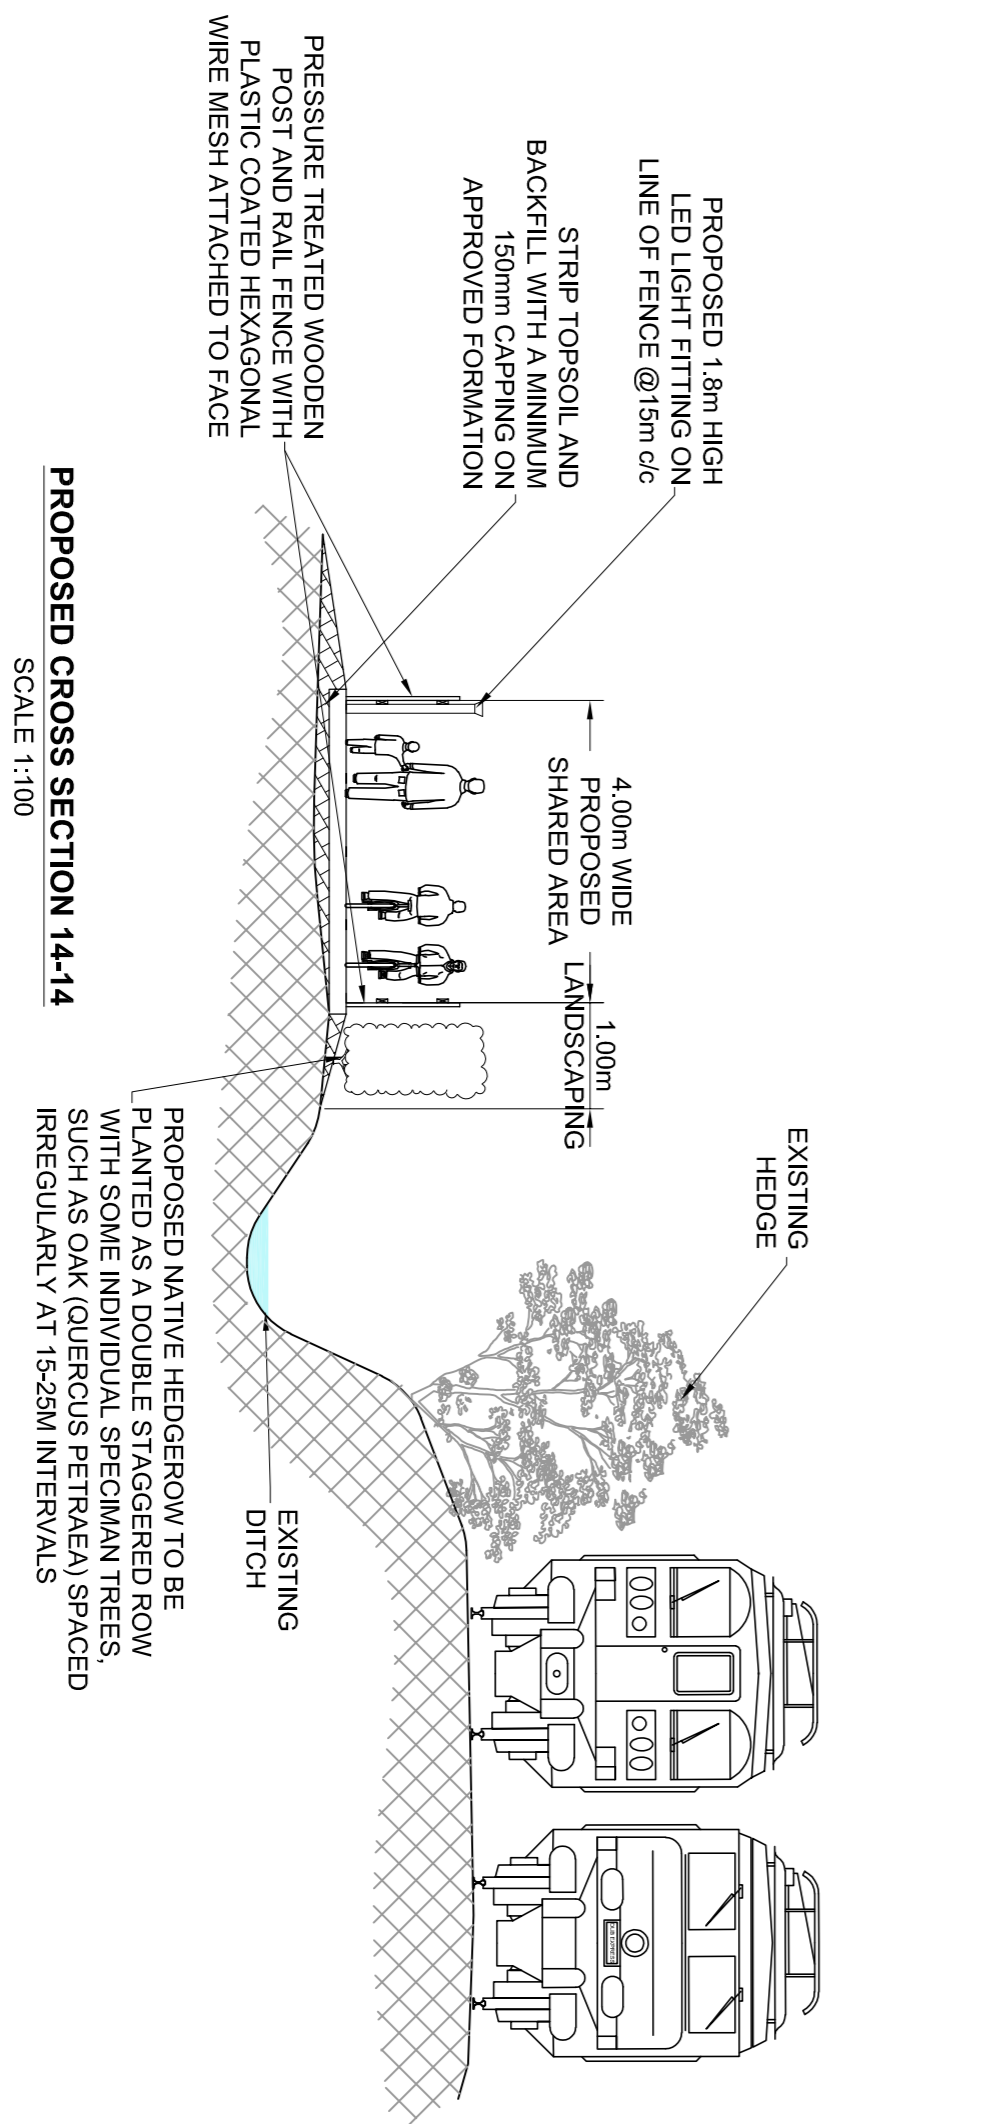 PROPOSED 1.8m HIGH
LED LIGHT FITTING ON
LINE OF FENCE @15m c/c
STRIP TOPSOIL AND
BACKFILL WITH A MINIMUM
150mm CAPPING ON
APPROVED FORMATION
PRESSURE TREATED WOODEN
POST AND RAIL FENCE WITH
PLASTIC COATED HEXAGONAL
WIRE MESH ATTACHED TO FACE
4.00m WIDE
PROPOSED
SHARED AREA
1.00m
LANDSCAPING
EXISTING
HEDGE
DUB EXPRESS
EXISTING
DITCH
PROPOSED NATIVE HEDGEROW TO BE
PLANTED AS A DOUBLE STAGGERED ROW
WITH SOME INDIVIDUAL SPECIMAN TREES,
SUCH AS OAK (QUERCUS PETRAEA) SPACED
IRREGULARLY AT 15-25M INTERVALS
PROPOSED CROSS SECTION 14-14
SCALE 1:100